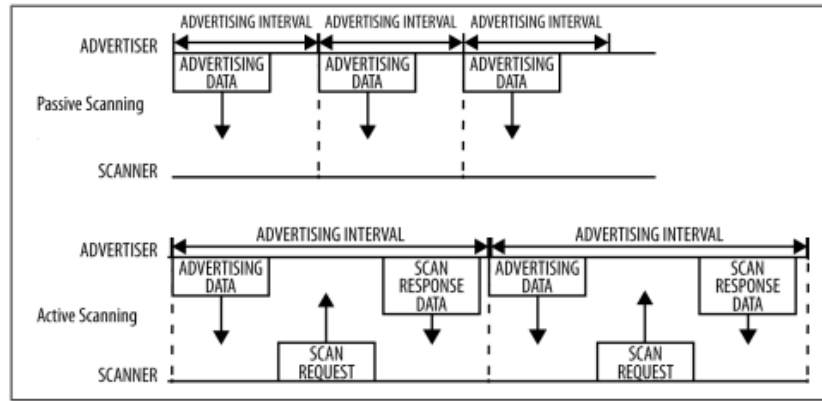 ADVERTISING INTERVAL ADVERTISING INTERVAL ADVERTISING INTERVAL
ADVERTISER
ADVERTISING ADVERTISING ADVERTISING
DATA DATA DATA
Passive Scanning
SCANNER
ADVERTISING INTERVAL ADVERTISING INTERVAL
ADVERTISER
ADVERTISING SCAN ADVERTISING SCAN
DATA RESPONSE DATA RESPONSE
DATA DATA
Active Scanning
SCAN SCAN
SCANNER REQUEST REQUEST